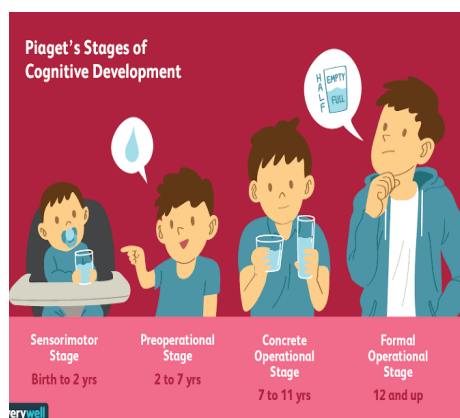 Piaget's Stages of
Cognitive Development
HALF
EMPTY
FULL
Sensorimotor
Stage
Birth to 2 yrs
Preoperational
Stage
2 to 7 yrs
Concrete
Operational
Stage
7 to 11 yrs
Formal
Operational
Stage
12 and up
verywell